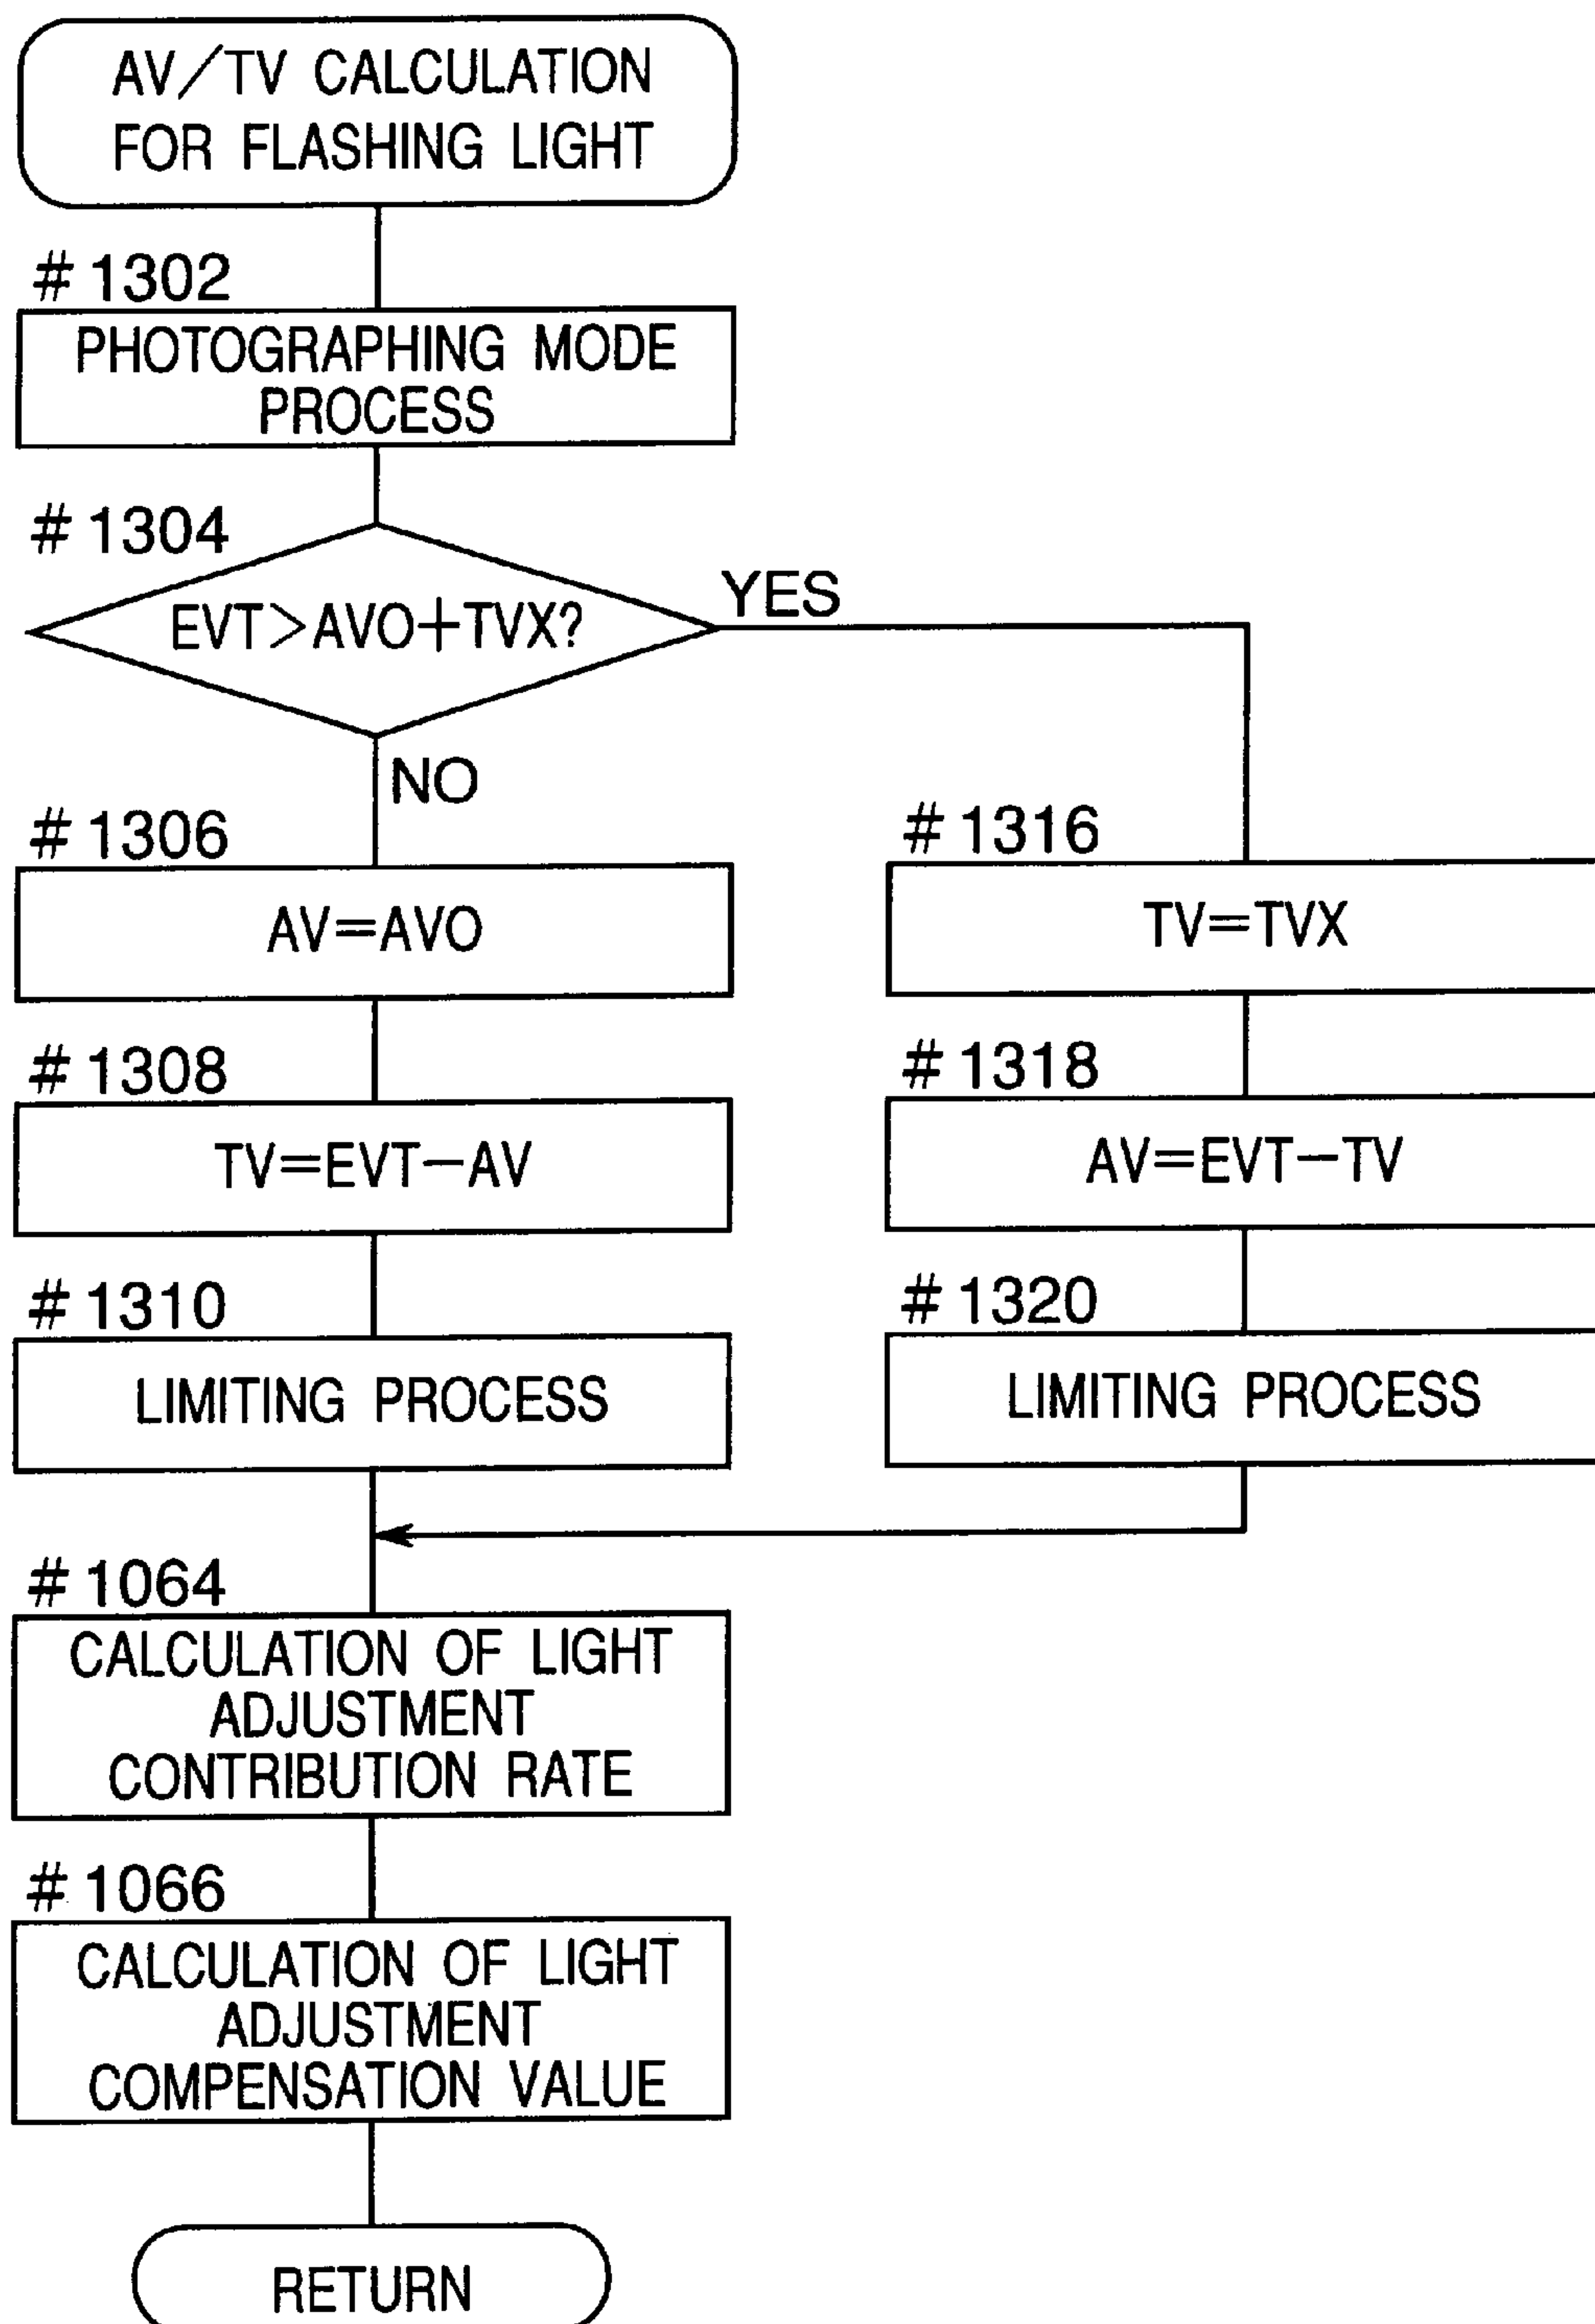 AV/TV CALCULATION
FOR FLASHING LIGHT
#1302
PHOTOGRAPHING MODE
PROCESS
#1304
EVT>AVO+TVX?
YES
NO
#1306
AV=AVO
#1308
TV=EVT-AV
#1310
LIMITING PROCESS
#1316
TV=TVX
#1318
AV=EVT-TV
#1320
LIMITING PROCESS
#1064
CALCULATION OF LIGHT
ADJUSTMENT
CONTRIBUTION RATE
#1066
CALCULATION OF LIGHT
ADJUSTMENT
COMPENSATION VALUE
RETURN